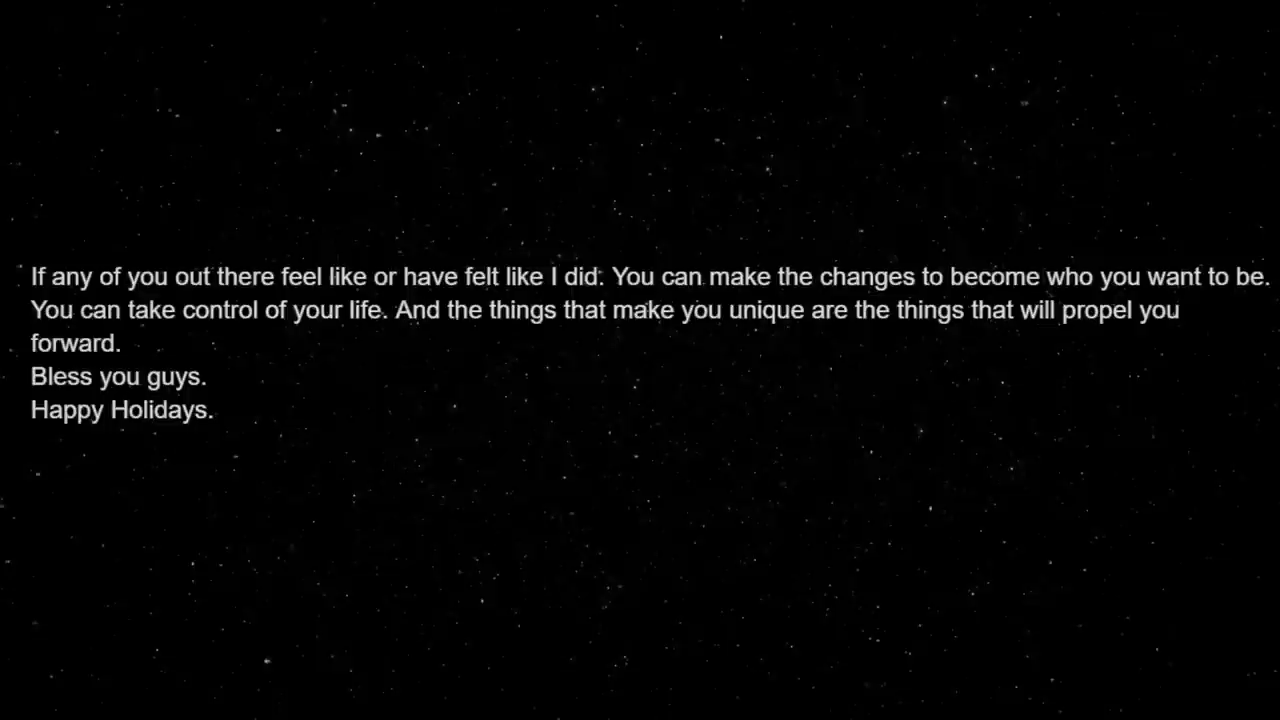 If any of you out there feel like or have felt like I did. You can make the changes to become who you want to be.
You can take control of your life. And the things that make you unique are the things that will propel you
forward.
Bless you guys.
Happy Holidays.